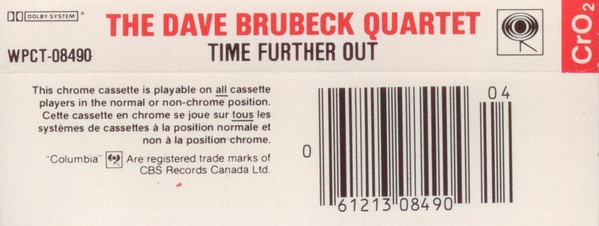 DOLBY SYSTEM ®
THE DAVE BRUBECK QUARTET
WPCT-08490
TIME FURTHER OUT
CrO2
This chrome cassette is playable on all cassette
players in the normal or non-chrome position.
Cette cassette en chrome se joue sur tous les
systèmes de cassettes à la position normale et
non à la position chrome.
"Columbia" Are registered trade marks of
CBS Records Canada Ltd.
04
0
61213 08490